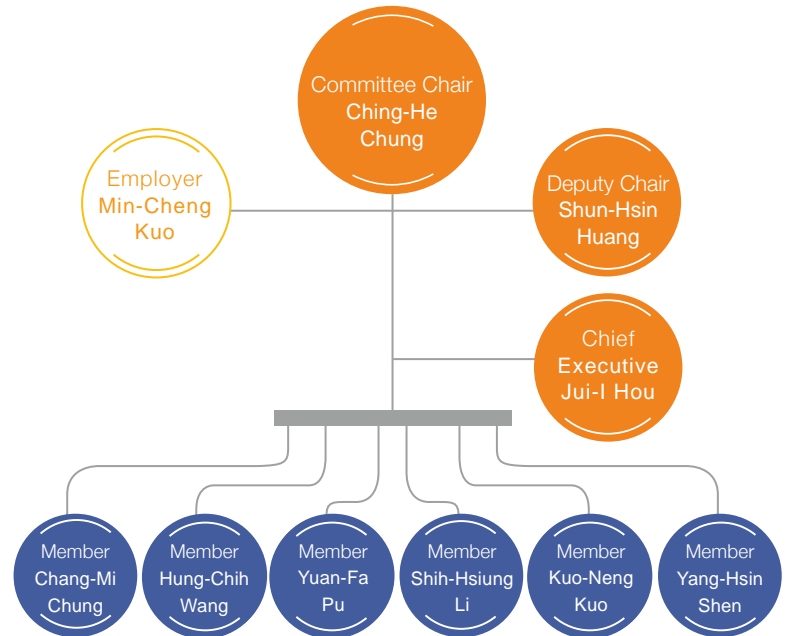 Committee Chair
Ching-He
Chung
Employer
Min-Cheng
Kuo
Deputy Chair
Shun-Hsin
Huang
Chief
Executive
Jui-I Hou
Member
Chang-Mi
Chung
Member
Hung-Chih
Wang
Member
Yuan-Fa
Pu
Member
Shih-Hsiung
Li
Member
Kuo-Neng
Kuo
Member
Yang-Hsin
Shen